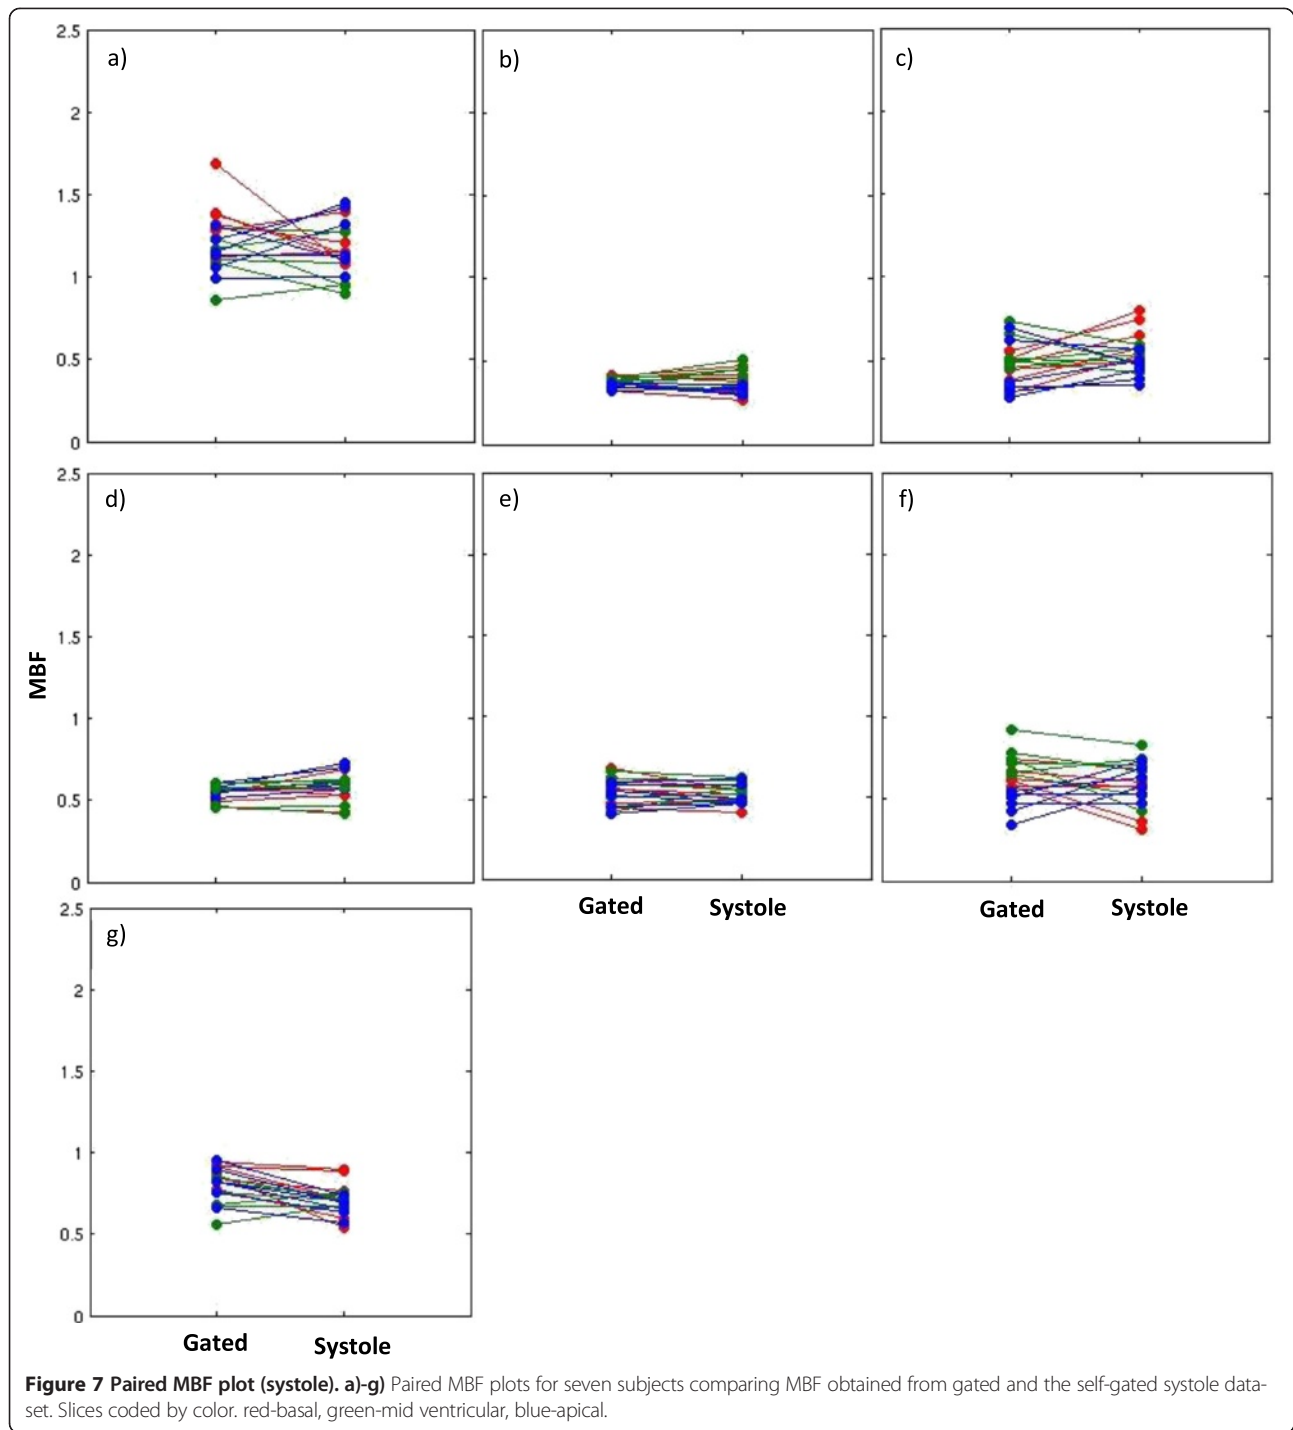 a)
b)
c)
2.5
2
1.5
1
0.5
0
d)
e)
f)
2.5
2
1.5
1
0.5
0
MBF
Gated Systole
Gated Systole
g)
2.5
2
1.5
1
0.5
0
Gated Systole
Figure 7 Paired MBF plot (systole). a)-g) Paired MBF plots for seven subjects comparing MBF obtained from gated and the self-gated systole data-
set. Slices coded by color. red-basal, green-mid ventricular, blue-apical.